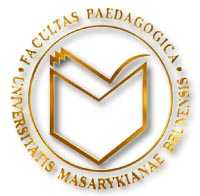 FACULTAS PAEDAGOGICA
UNIVERSITATIS MASARYKIANAE BRUNENSIS